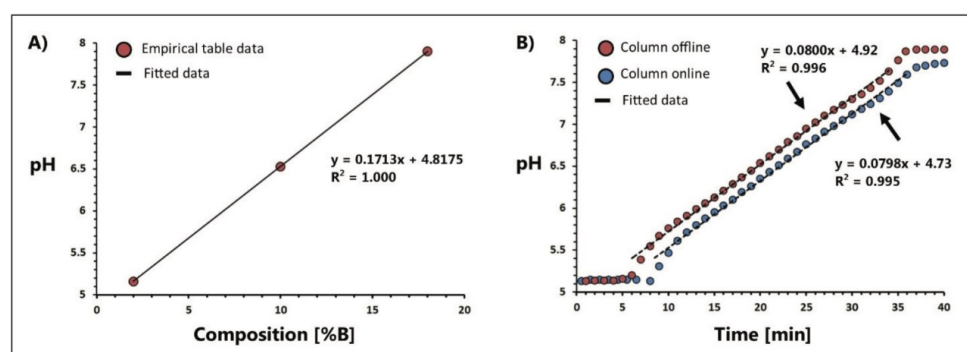 A)
8
7.5
7
6.5
6
5.5
5
pH
Empirical table data
Fitted data
y = 0.1713x + 4.8175
R² = 1.000
0 5 10 15 20
Composition [%B]
B)
8
7.5
7
6.5
6
5.5
5
pH
Column offline
Column online
Fitted data
y = 0.0800x + 4.92
R² = 0.996
y = 0.0798x + 4.73
R² = 0.995
0 5 10 15 20 25 30 35 40
Time [min]